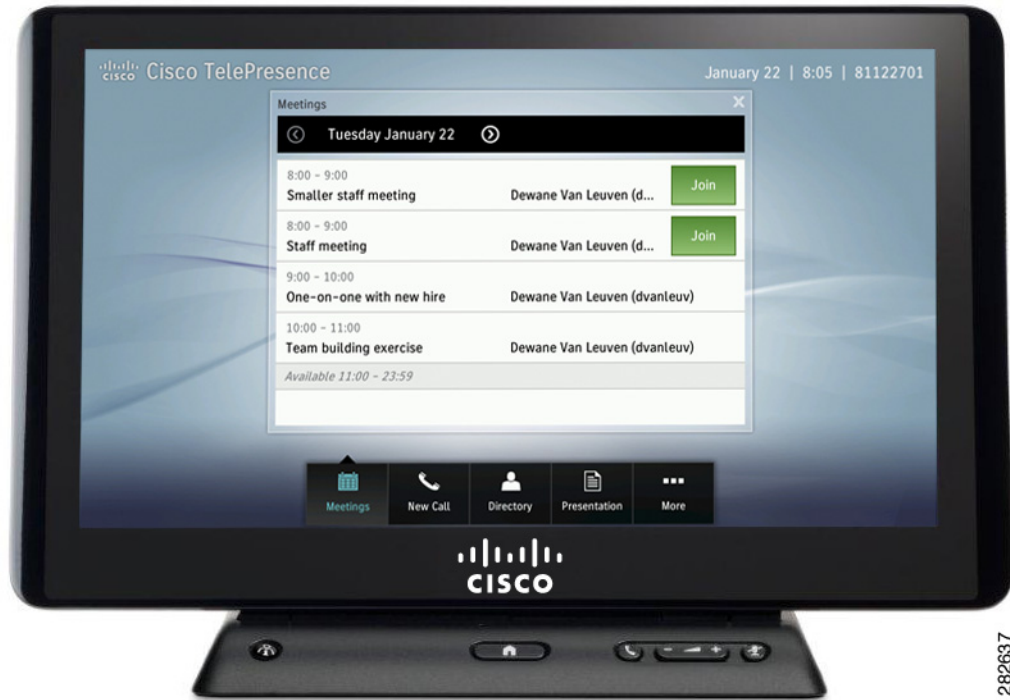 CISCO Cisco TelePresence
January 22 | 8:05 | 81122701
Meetings X
Tuesday January 22
8:00 - 9:00
Smaller staff meeting Dewane Van Leuven (d... Join
8:00 - 9:00
Staff meeting Dewane Van Leuven (d... Join
9:00 - 10:00
One-on-one with new hire Dewane Van Leuven (dvanleuv)
10:00 - 11:00
Team building exercise Dewane Van Leuven (dvanleuv)
Available 11:00 - 23:59
Meetings New Call Directory Presentation More
CISCO
- +
282637